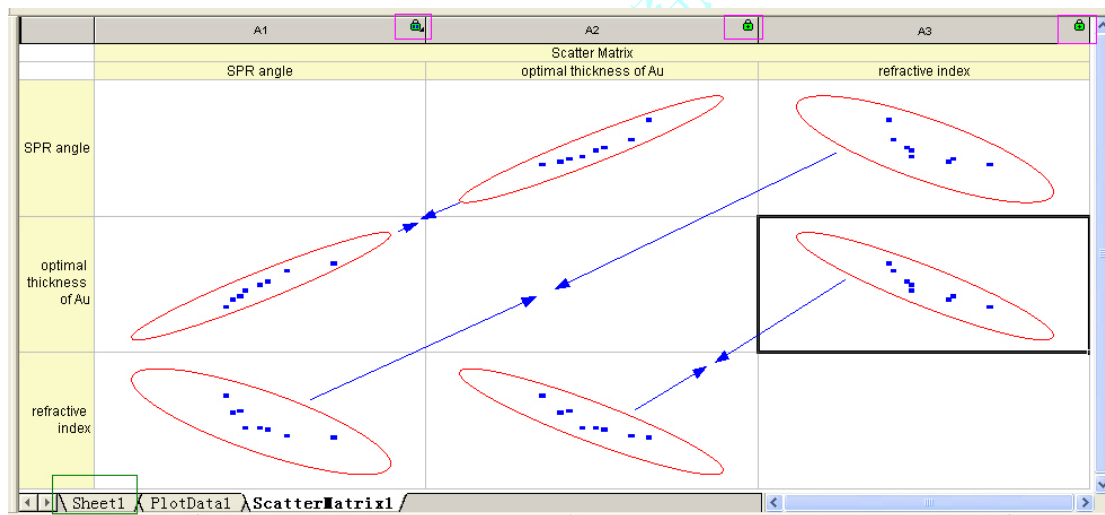 A1 A2 A3
Scatter Matrix
SPR angle optimal thickness of Au refractive index
SPR angle
optimal
thickness
of Au
refractive
index
Sheet1 PlotData1 ScatterMatrix1